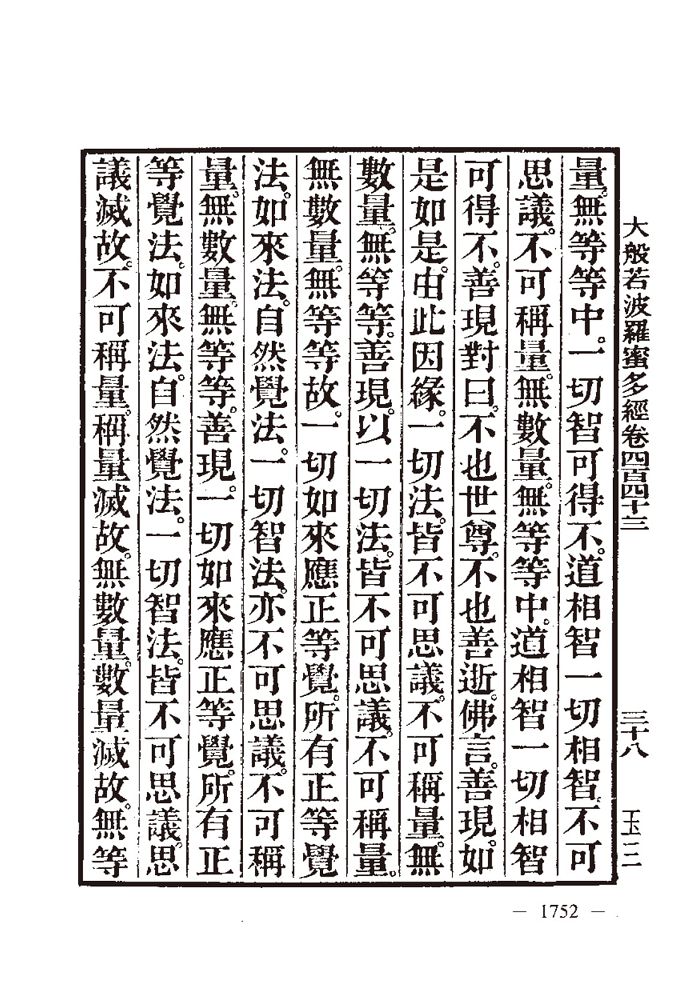 大般若波羅蜜多經卷四百四十三 三十八 玉三
量。無等等中。一切智可得不。道相智一切相智。不可
思議。不可稱量。無數量。無等等中。道相智一切相智
可得不。善現對曰。不也世尊。不也善逝。佛言。善現。如
是如是。由此因緣。一切法。皆不可思議。不可稱量。無
數量。無等等。善現。以一切法。皆不可思議。不可稱量。
無數量。無等等故。一切如來應正等覺。所有正等覺
法。如來法。自然覺法。一切智法。亦不可思議。不可稱
量。無數量。無等等。善現。一切如來應正等覺。所有正
等覺法。如來法。自然覺法。一切智法。皆不可思議。思
議滅故。不可稱量。稱量滅故。無數量。數量滅故。無等
— 1752 —